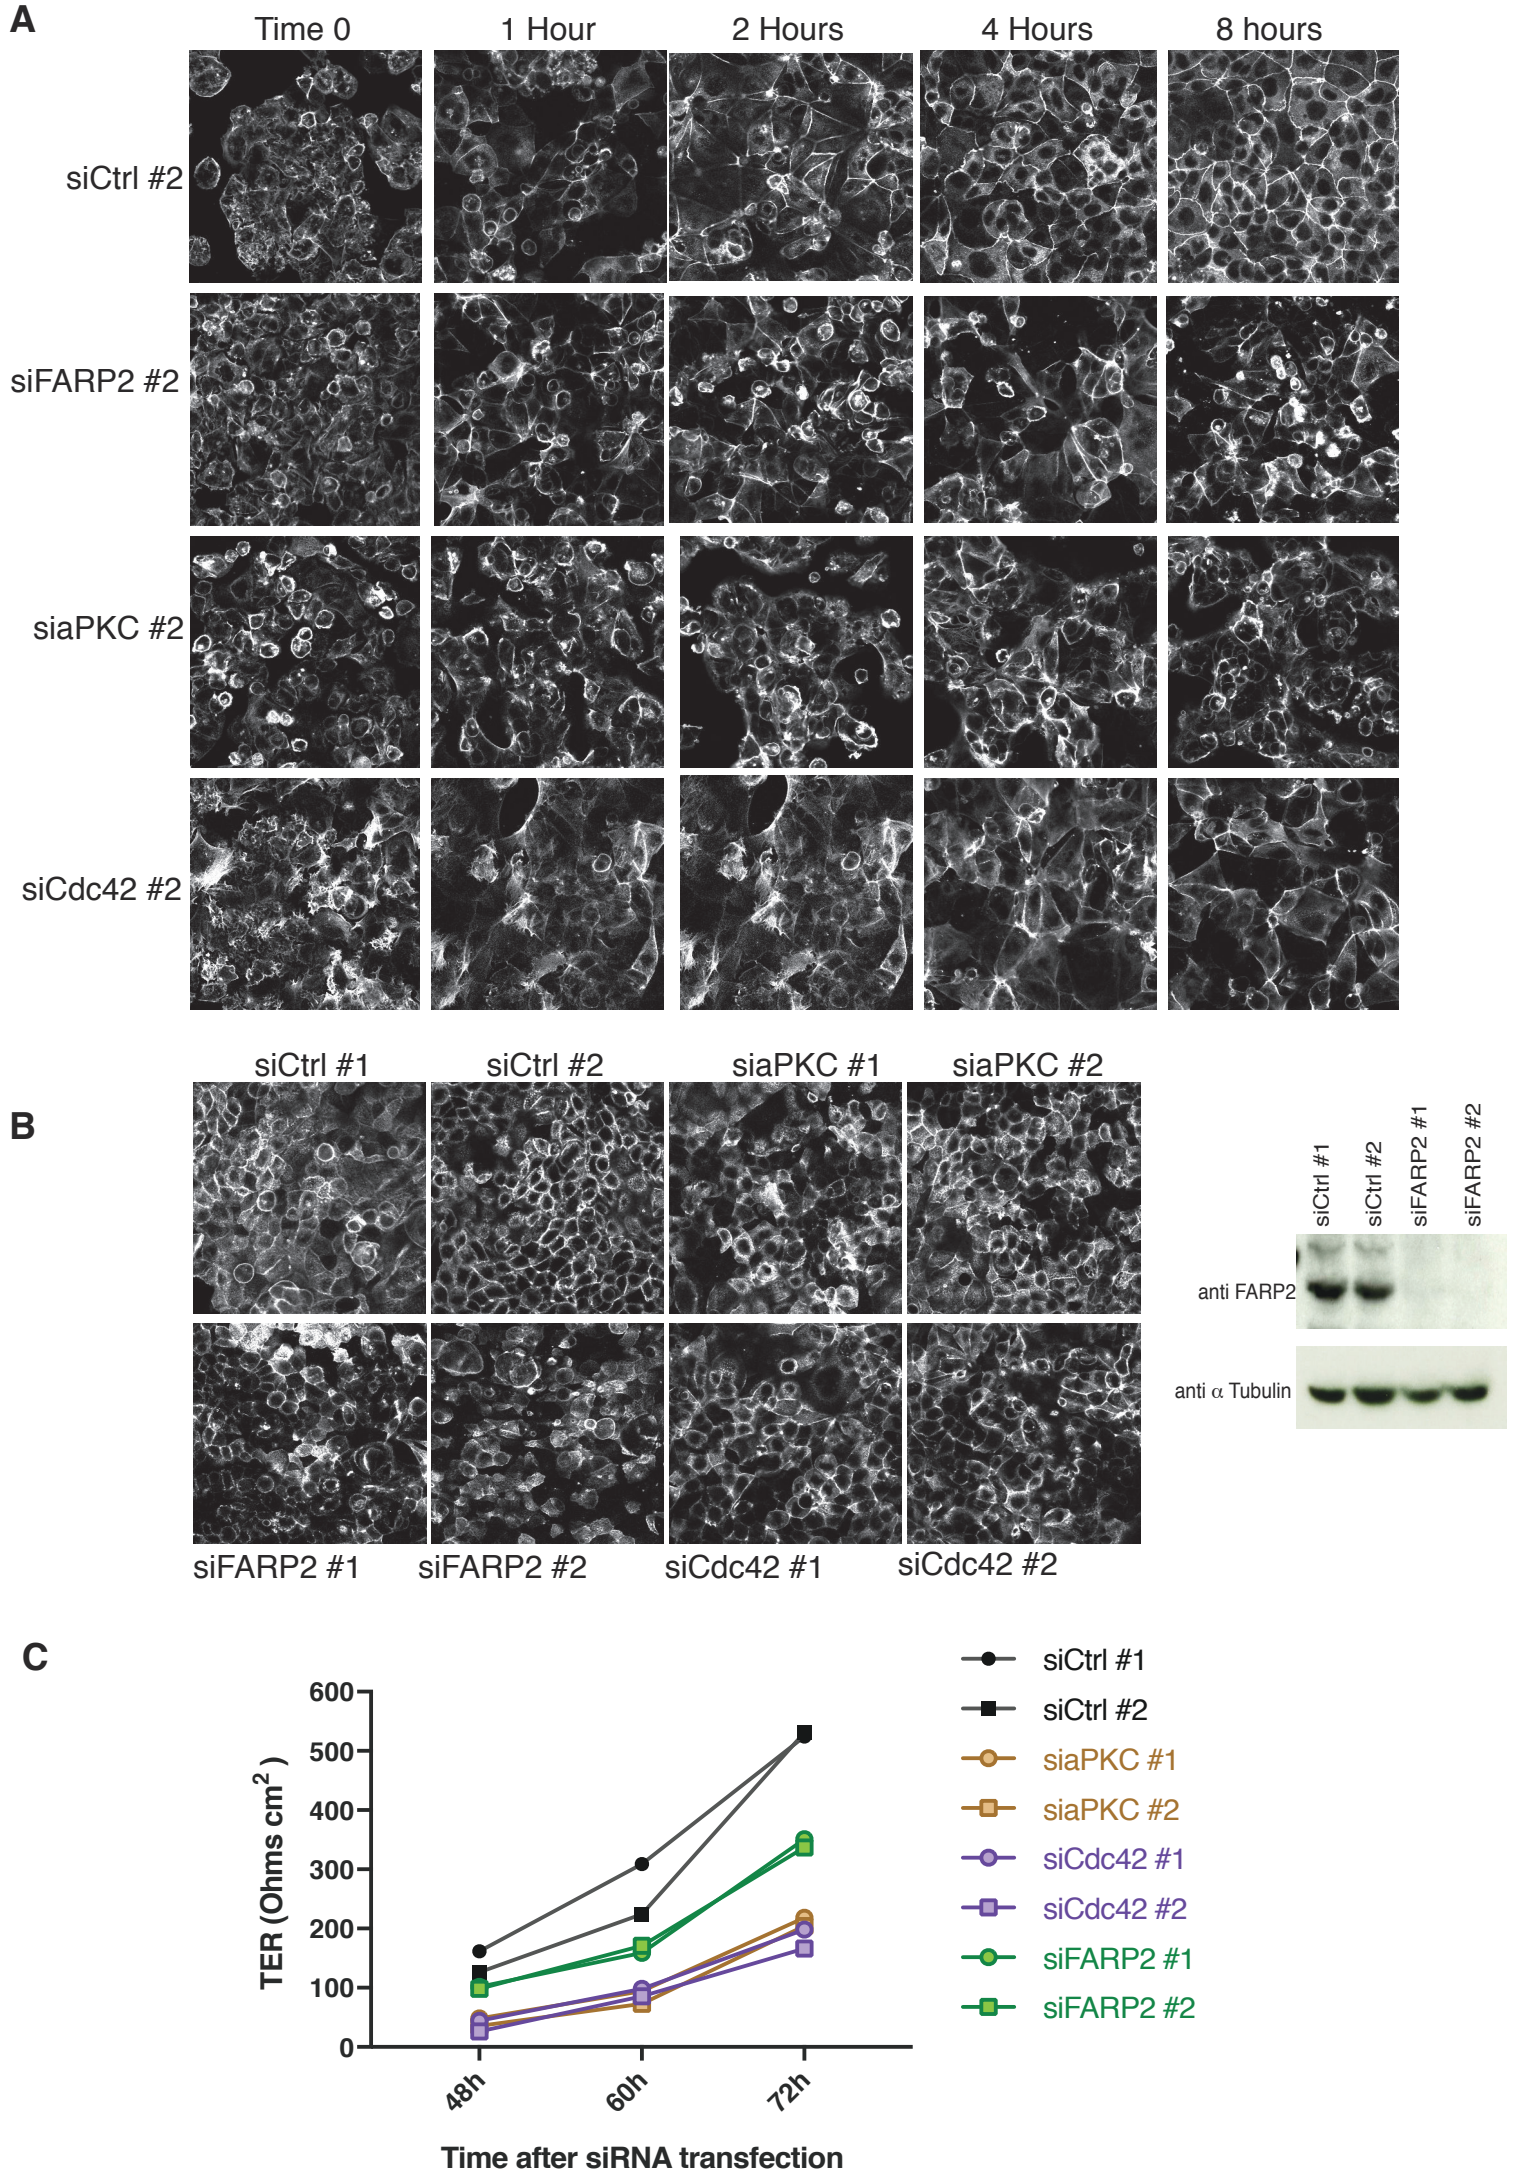 A
Time 0
1 Hour
2 Hours
4 Hours
8 hours
siCtrl #2
siFARP2 #2
siaPKC #2
siCdc42 #2
B
siCtrl #1
siCtrl #2
siaPKC #1
siaPKC #2
siFARP2 #1
siFARP2 #2
siCdc42 #1
siCdc42 #2
siCtrl #1
siCtrl #2
siFARP2 #1
siFARP2 #2
anti FARP2
anti α Tubulin
C
TER (Ohms cm²)
600
500
400
300
200
100
0
48h
60h
72h
Time after siRNA transfection
siCtrl #1
siCtrl #2
siaPKC #1
siaPKC #2
siCdc42 #1
siCdc42 #2
siFARP2 #1
siFARP2 #2